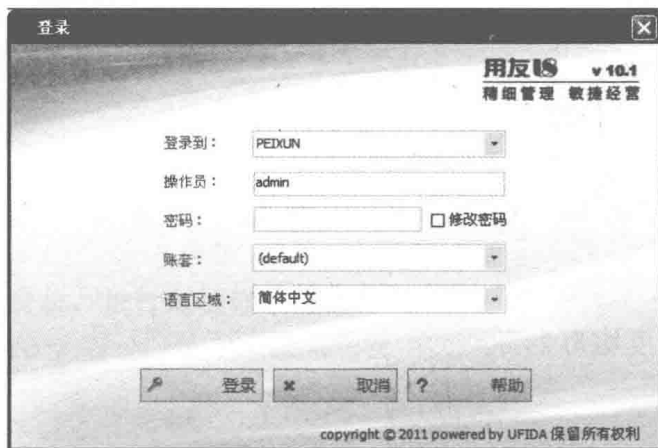 登录
用友U8 v 10.1
精细管理 敏捷经营
登录到： PEIXUN
操作员： admin
密码： 修改密码
账套： (default)
语言区域： 简体中文
登录 取消 ? 帮助
copyright © 2011 powered by UFIDA 保留所有权利